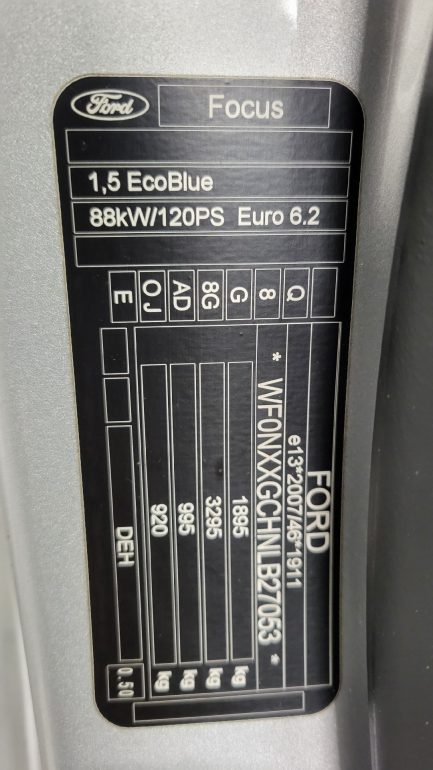 Ford
Focus
1,5 EcoBlue
88kW/120PS Euro 6.2
E OJ AD 8G G 8 Q
FORD
e13*2007/46*1911
* WF0NXXGCHNLB27053 *
1895 kg
3295 kg
995 kg
920 kg
DEH 0.50